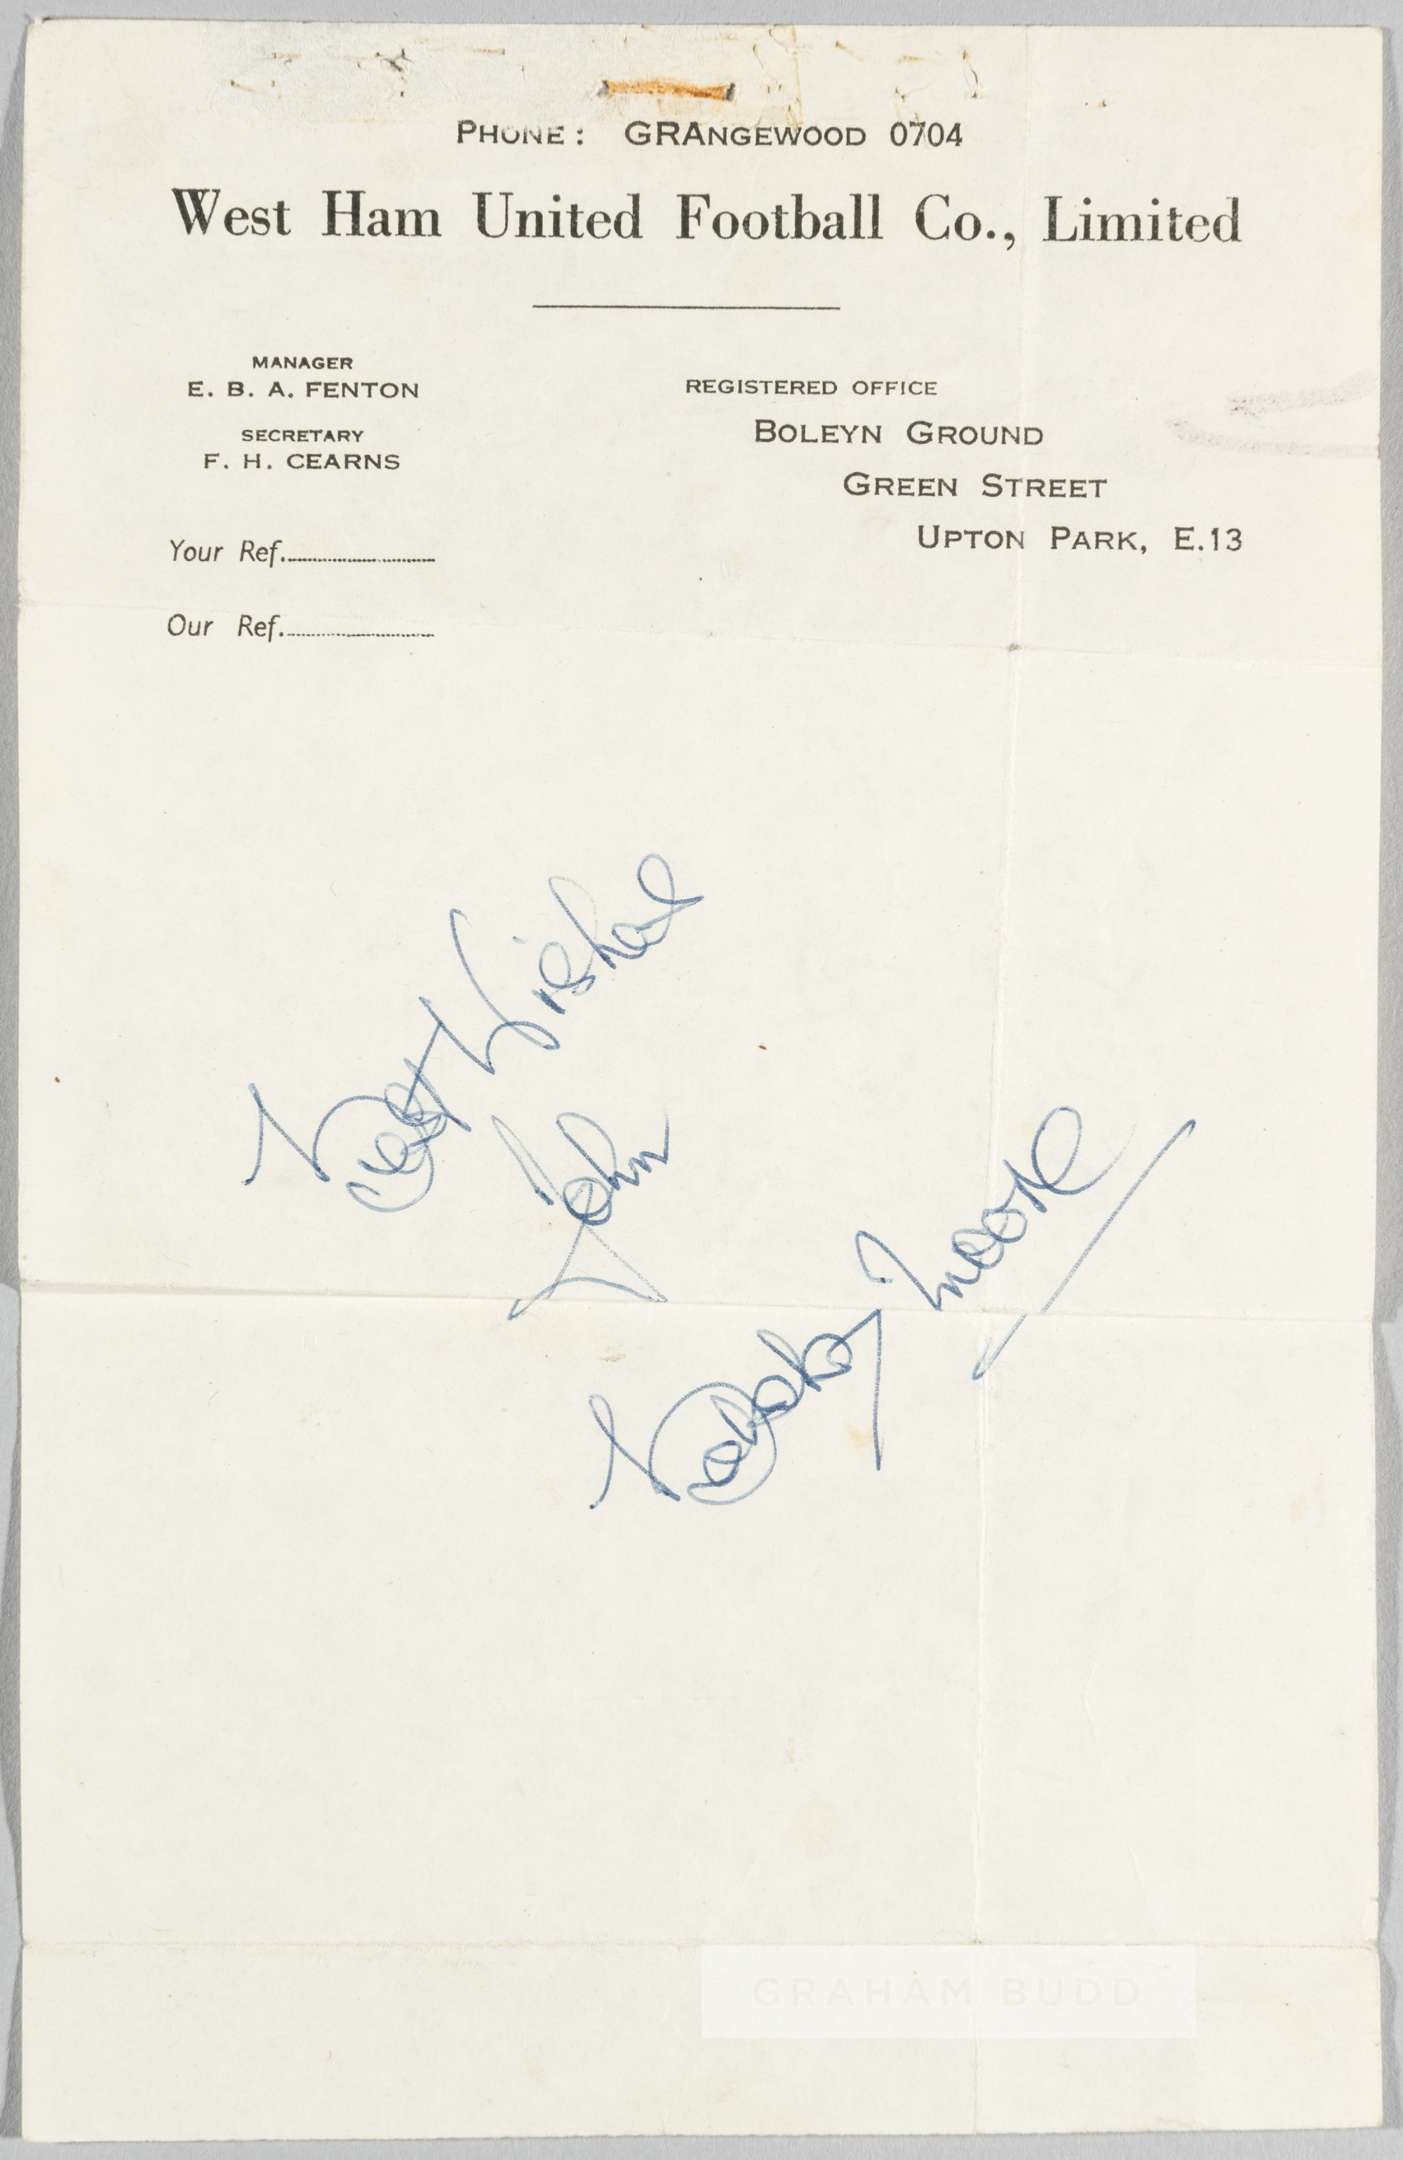 PHONE: GRANGEWOOD 0704
West Ham United Football Co., Limited
MANAGER
E. B. A. FENTON
SECRETARY
F. H. CEARNS
REGISTERED OFFICE
BOLEYN GROUND
GREEN STREET
UPTON PARK, E.13
Your Ref.
Our Ref.
Best Wishes
John
Bobby Moore
GRAHAM BUDD